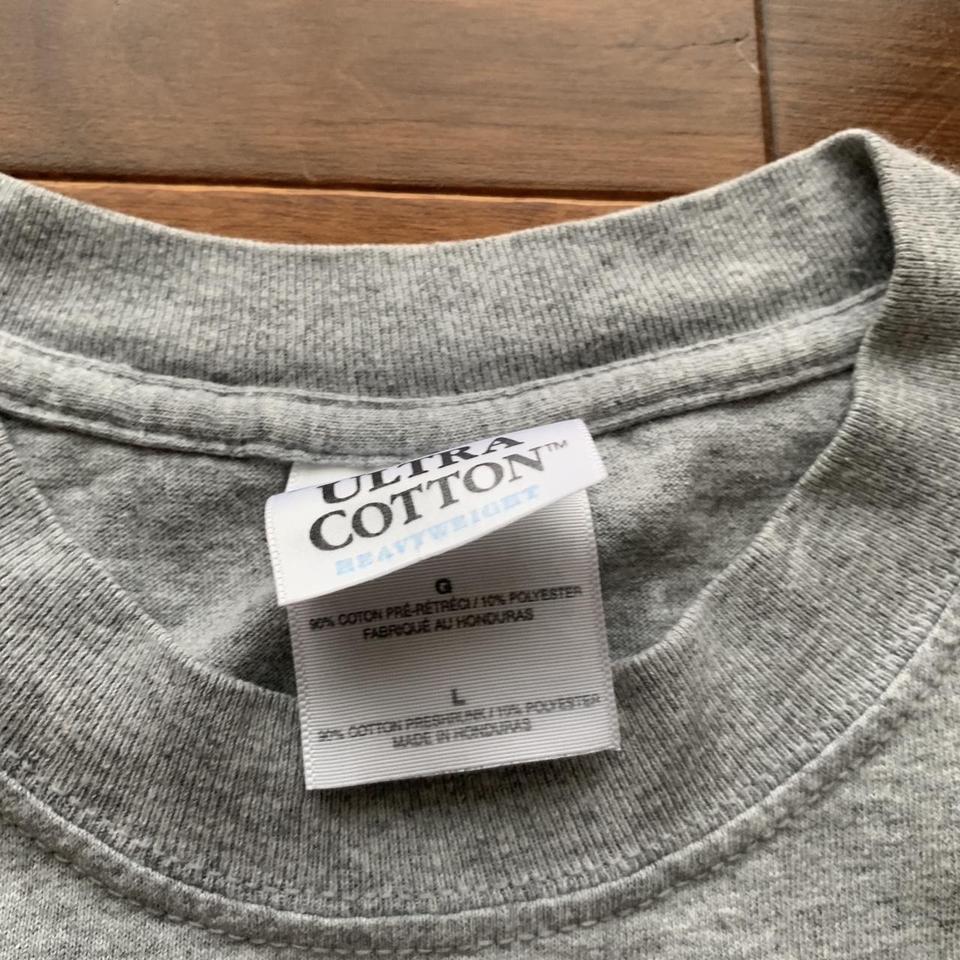 ULTRA
COTTON™
HEAVYWEIGHT
G
90% COTON PRÉ-RÉTRÉCI / 10% POLYESTER
FABRIQUÉ AU HONDURAS
L
90% COTTON PRESHRUNK / 10% POLYESTER
MADE IN HONDURAS